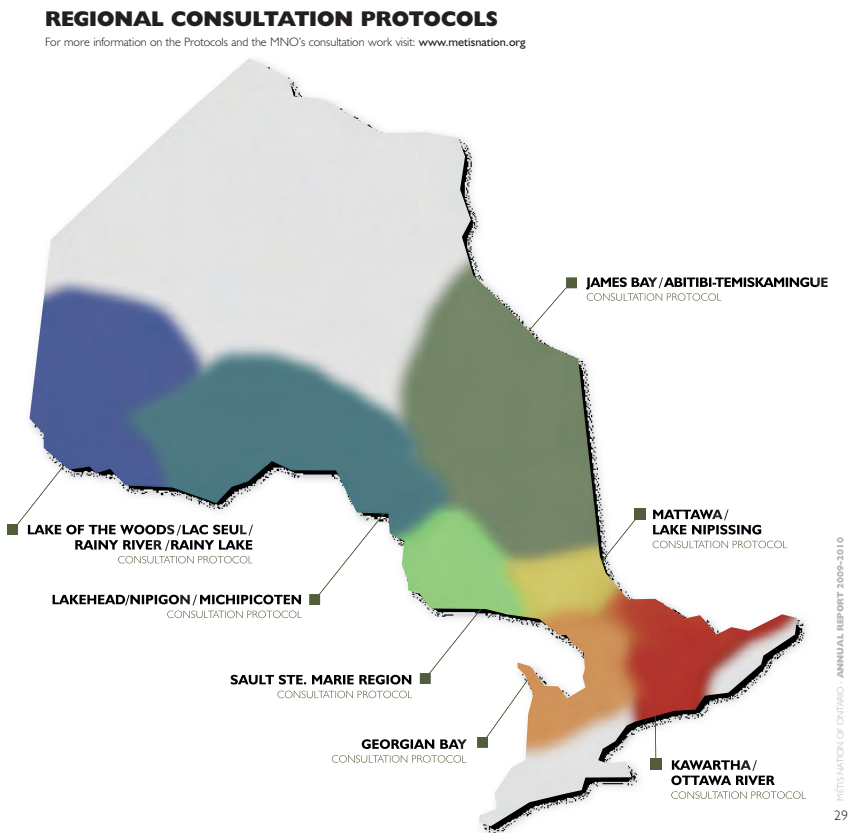 REGIONAL CONSULTATION PROTOCOLS
For more information on the Protocols and the MNO's consultation work visit: www.metisnation.org
JAMES BAY/ABITIBI-TEMISKAMINGUE
CONSULTATION PROTOCOL
MATTAWA/
LAKE NIPISSING
CONSULTATION PROTOCOL
LAKE OF THE WOODS/LAC SEUL/
RAINY RIVER/RAINY LAKE
CONSULTATION PROTOCOL
LAKEHEAD/NIPIGON/MICHIPICOTEN
CONSULTATION PROTOCOL
SAULT STE. MARIE REGION
CONSULTATION PROTOCOL
GEORGIAN BAY
CONSULTATION PROTOCOL
KAWARTHA/
OTTAWA RIVER
CONSULTATION PROTOCOL
MÉTIS NATION OF ONTARIO · ANNUAL REPORT 2009-2010
29